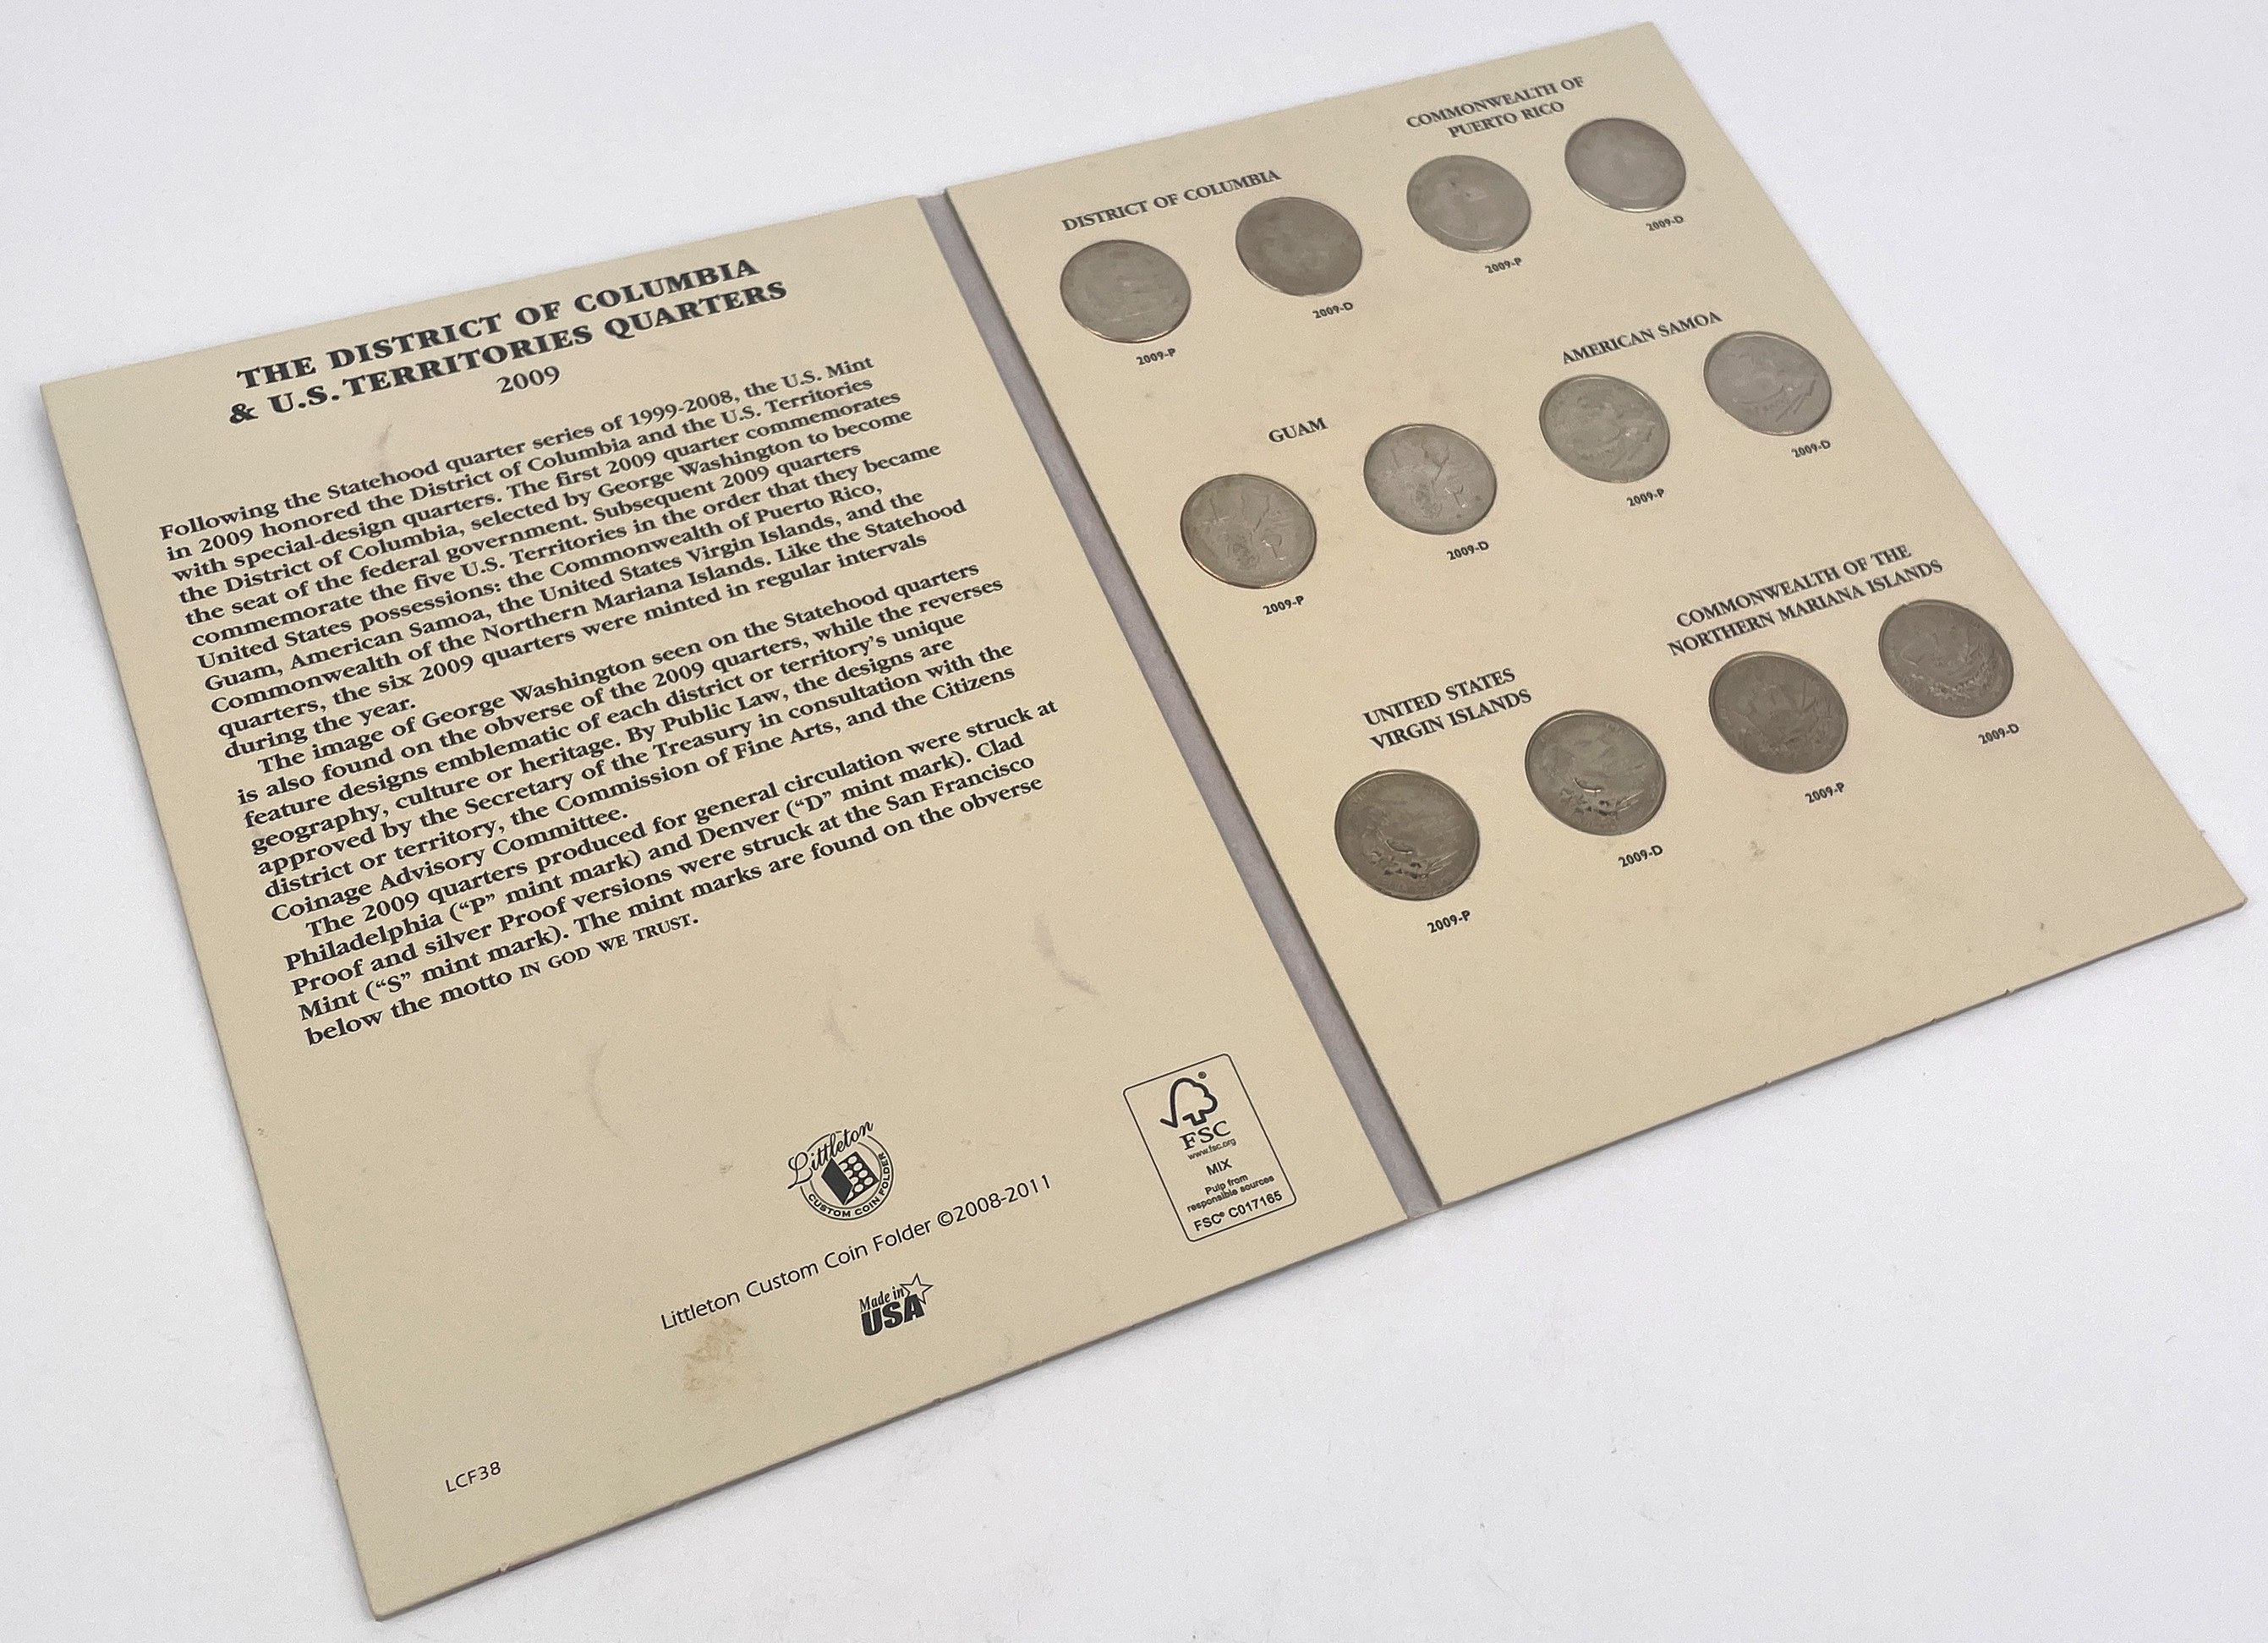 THE DISTRICT OF COLUMBIA
& U.S. TERRITORIES QUARTERS
2009
Following the Statehood quarter series of 1999-2008, the U.S. Mint
in 2009 honored the District of Columbia and the U.S. Territories
with special-design quarters. The first 2009 quarter commemorates
the District of Columbia, selected by George Washington to become
the seat of the federal government. Subsequent 2009 quarters
commemorate the five U.S. Territories in the order that they became
United States possessions: the Commonwealth of Puerto Rico,
Guam, American Samoa, the United States Virgin Islands, and the
Commonwealth of the Northern Mariana Islands. Like the Statehood
quarters, the six 2009 quarters were minted in regular intervals
during the year.
The image of George Washington seen on the Statehood quarters
is also found on the obverse of the 2009 quarters, while the reverses
feature designs emblematic of each district or territory's unique
geography, culture or heritage. By Public Law, the designs are
approved by the Secretary of the Treasury in consultation with the
district or territory, the Commission of Fine Arts, and the Citizens
Coinage Advisory Committee.
The 2009 quarters produced for general circulation were struck at
Philadelphia (“P” mint mark) and Denver (“D” mint mark). Clad
Proof and silver Proof versions were struck at the San Francisco
Mint (“S” mint mark). The mint marks are found on the obverse
below the motto IN GOD WE TRUST.
Littleton
CUSTOM COIN FOLDER
Littleton Custom Coin Folder ©2008-2011
Made in
USA
FSC
www.fsc.org
MIX
Pulp from
responsible sources
FSC® C017165
LCF38
DISTRICT OF COLUMBIA
2009-P
2009-D
COMMONWEALTH OF
PUERTO RICO
2009-P
2009-D
GUAM
2009-P
2009-D
AMERICAN SAMOA
2009-P
2009-D
UNITED STATES
VIRGIN ISLANDS
2009-P
2009-D
COMMONWEALTH OF THE
NORTHERN MARIANA ISLANDS
2009-P
2009-D